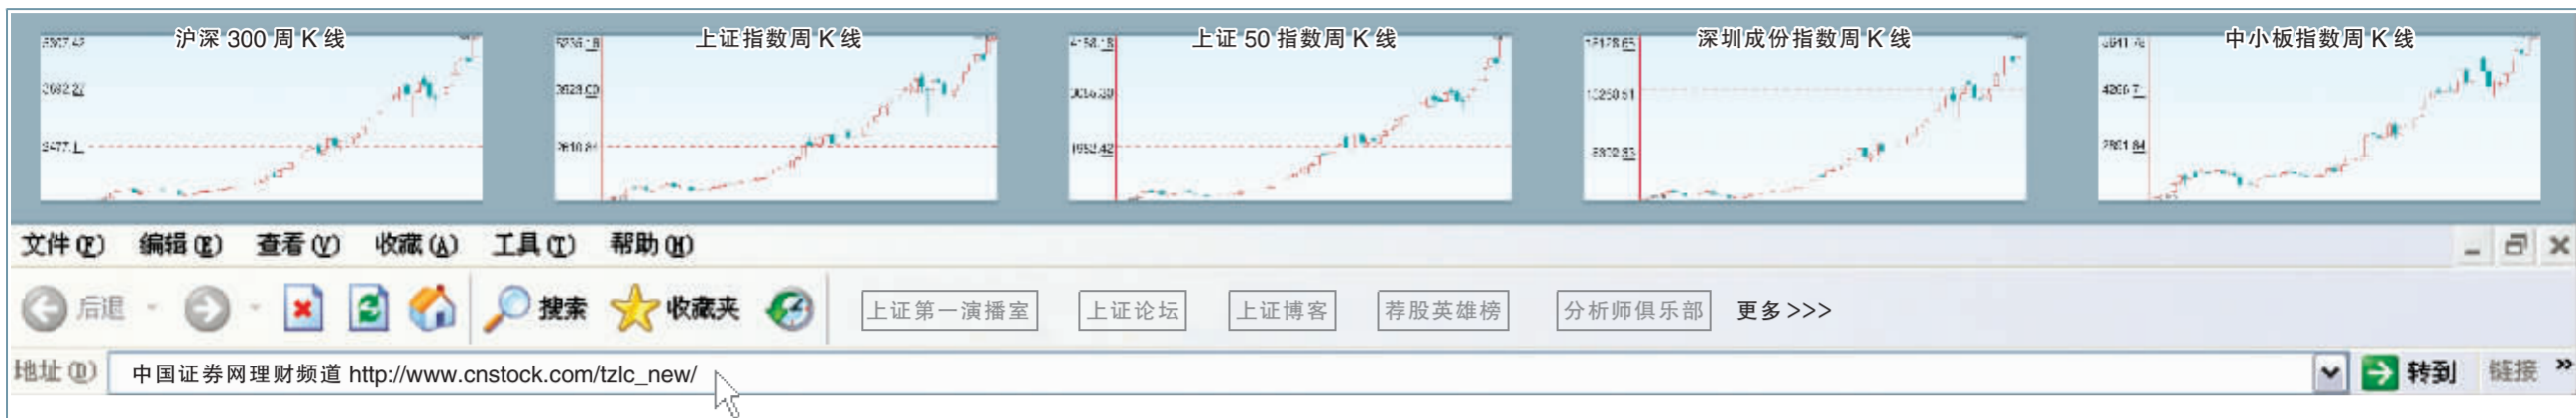 沪深 300 周 K 线
上证指数周 K 线
上证 50 指数周 K 线
深圳成份指数周 K 线
中小板指数周 K 线
文件(F) 编辑(E) 查看(V) 收藏(A) 工具(T) 帮助(H)
后退 搜索 收藏夹 上证第一演播室 上证论坛 上证博客 荐股英雄榜 分析师俱乐部 更多>>>
地址(D) 中国证券网理财频道 http://www.cnstock.com/tzlc_new/ 转到 链接 »